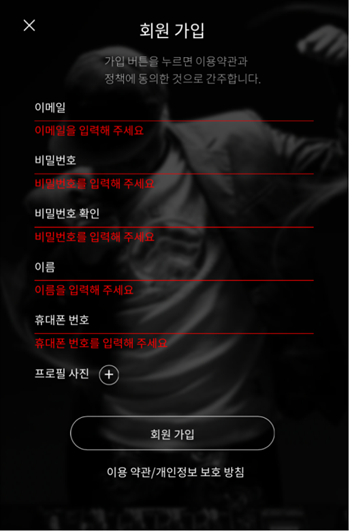 회원 가입
가입 버튼을 누르면 이용약관과
정책에 동의한 것으로 간주합니다.
이메일
이메일을 입력해 주세요
비밀번호
비밀번호를 입력해 주세요
비밀번호 확인
비밀번호를 입력해 주세요
이름
이름을 입력해 주세요
휴대폰 번호
휴대폰 번호를 입력해 주세요
프로필 사진
회원 가입
이용 약관/개인정보 보호 방침